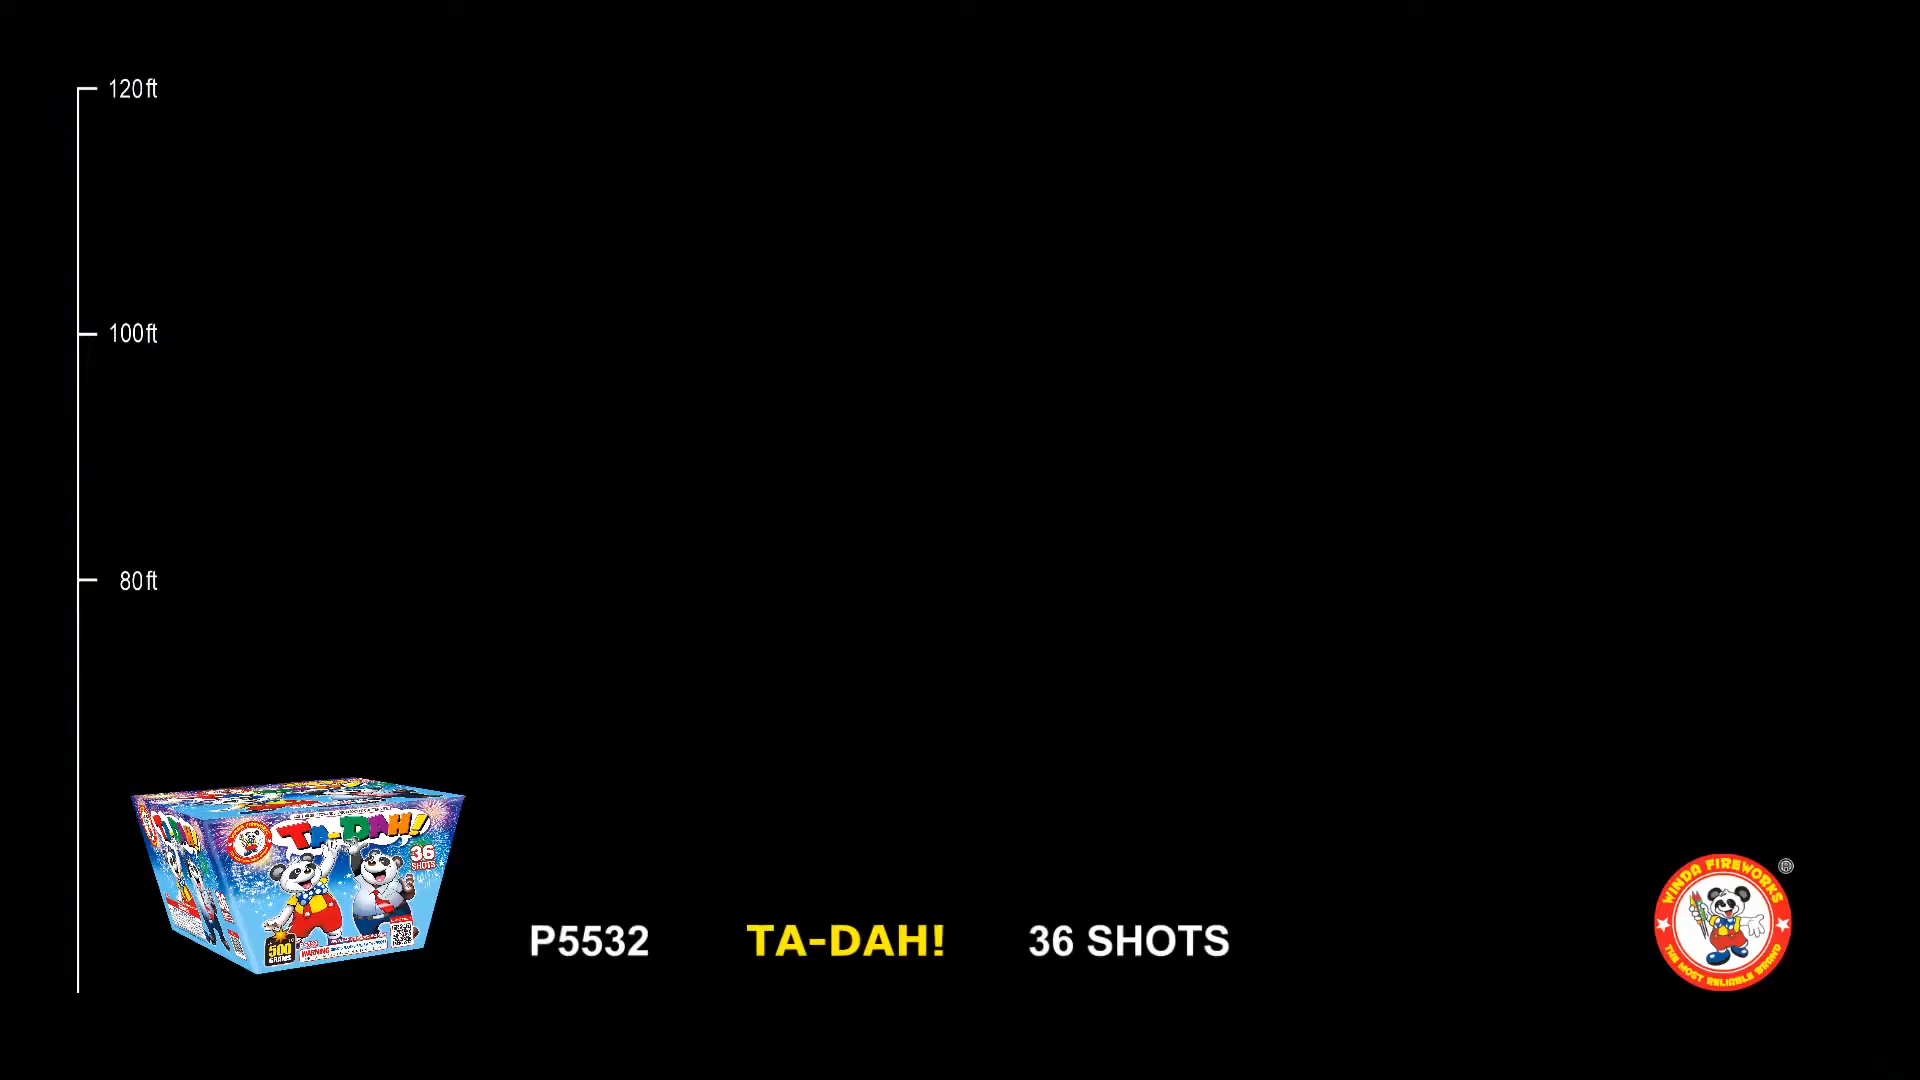 120ft
100ft
80ft
TA-DAH!
36
SHOTS
500
GRAMS
WARNING
P5532 TA-DAH! 36 SHOTS
WINDA FIREWORKS
®
THE MOST RELIABLE BRAND